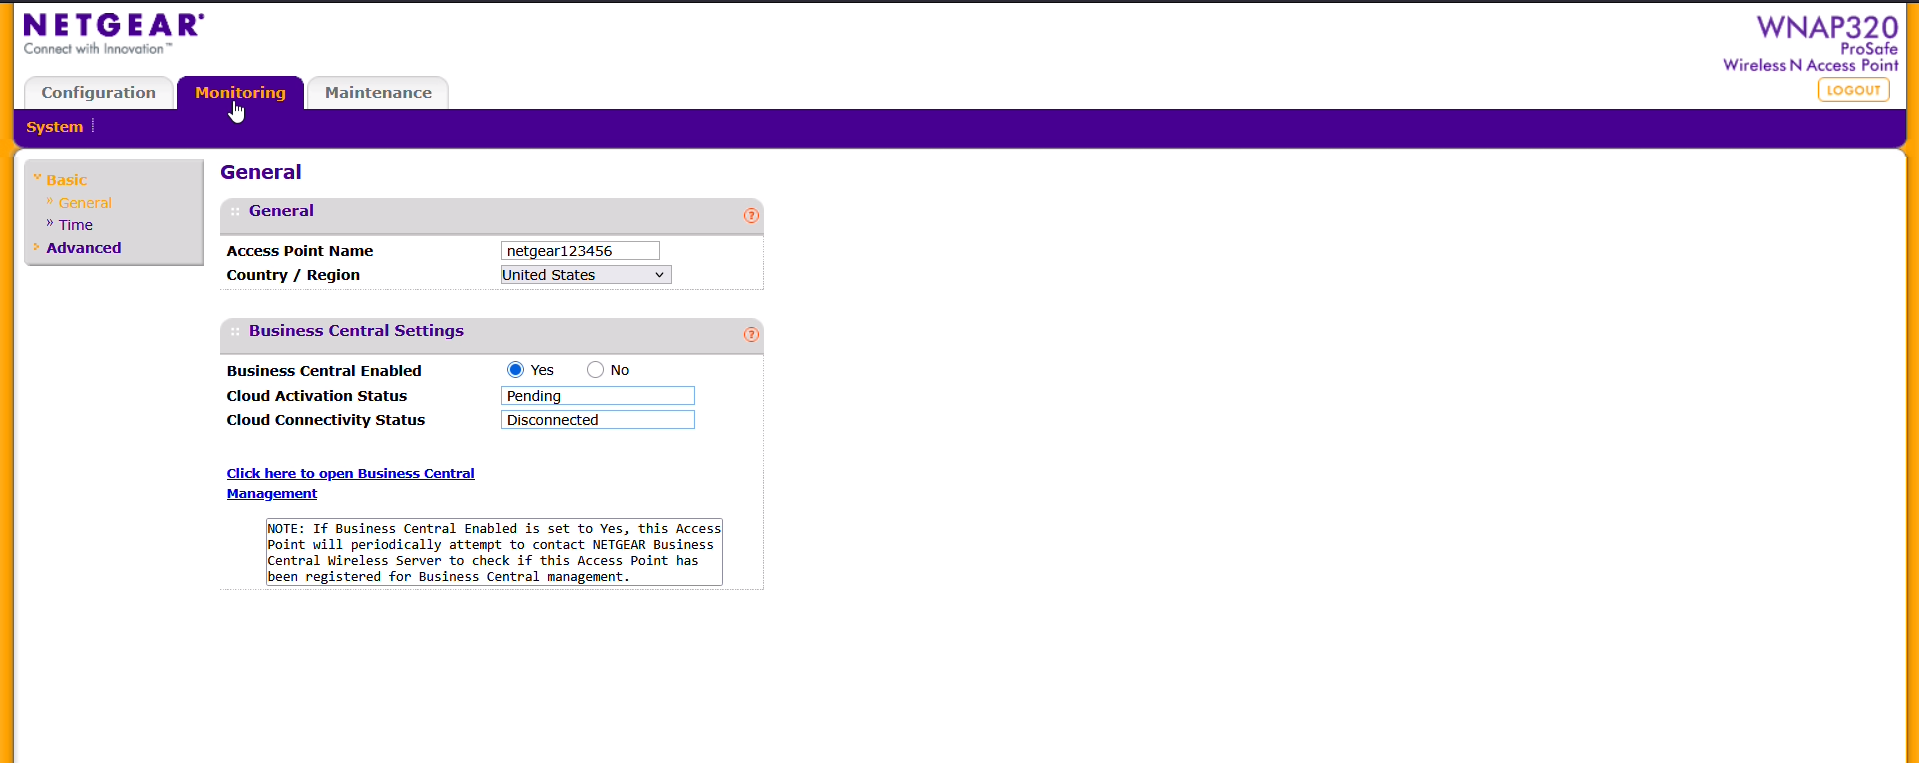 NETGEAR
Connect with Innovation™
WNAP320
ProSafe
Wireless N Access Point
LOGOUT
Configuration
Monitoring
Maintenance
System
Basic
» General
» Time
Advanced
General
General
?
Access Point Name
netgear123456
Country / Region
United States
Business Central Settings
?
Business Central Enabled
Yes
No
Cloud Activation Status
Pending
Cloud Connectivity Status
Disconnected
Click here to open Business Central
Management
NOTE: If Business Central Enabled is set to Yes, this Access
Point will periodically attempt to contact NETGEAR Business
Central Wireless Server to check if this Access Point has
been registered for Business Central management.